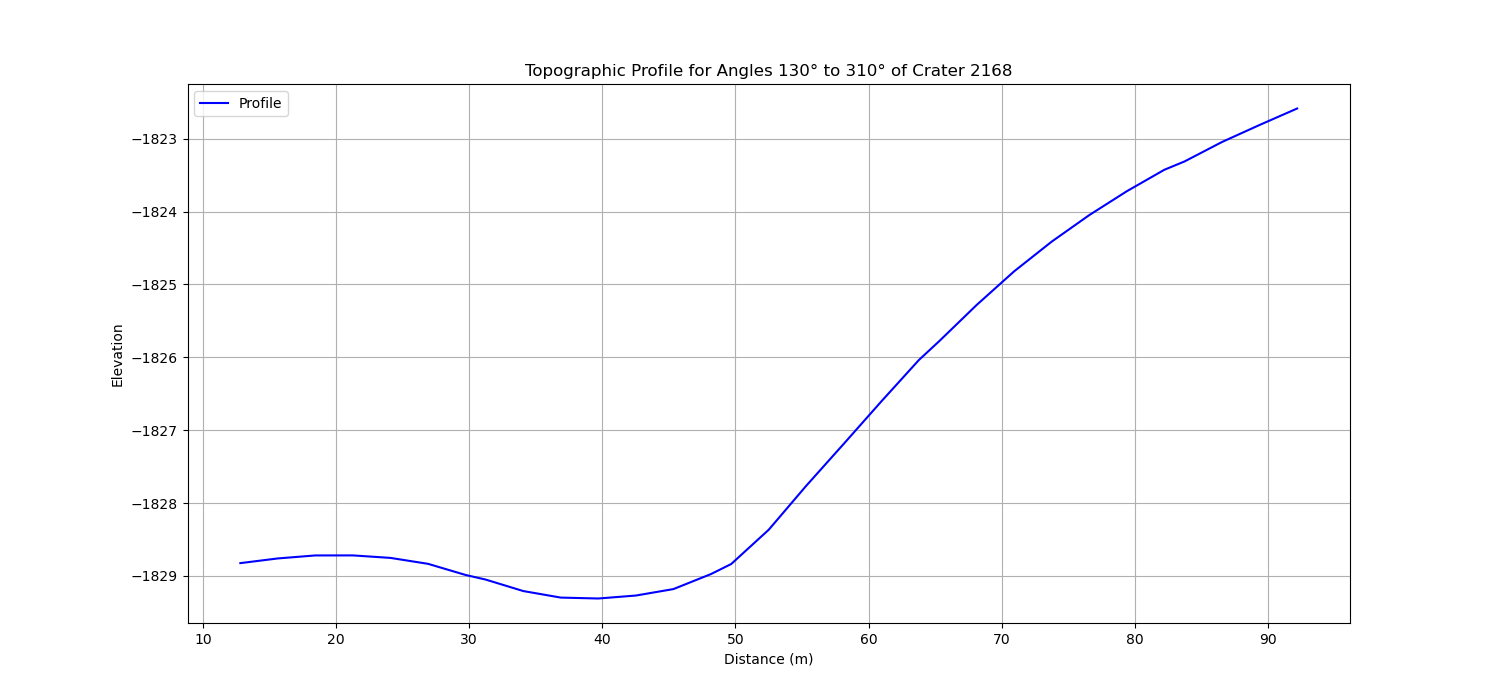 Topographic Profile for Angles 130° to 310° of Crater 2168
Profile
−1823
−1824
−1825
−1826
−1827
−1828
−1829
Elevation
10 20 30 40 50 60 70 80 90
Distance (m)